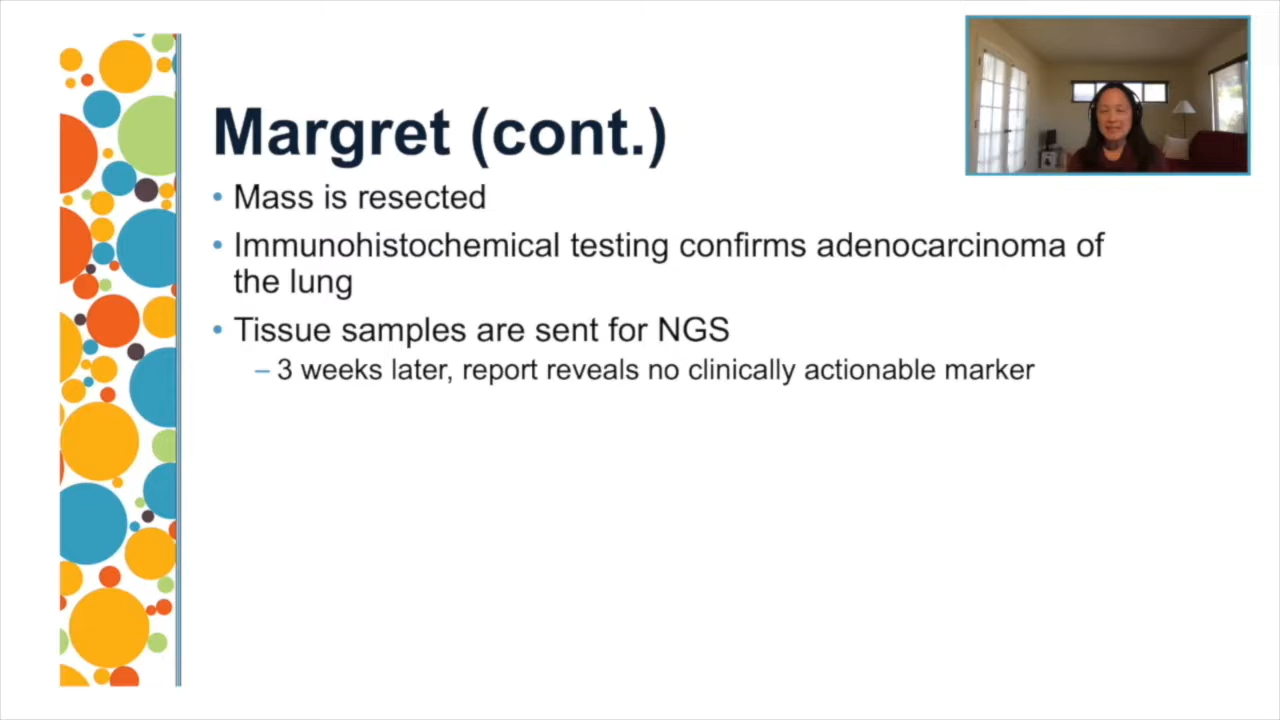 Margret (cont.)
• Mass is resected
• Immunohistochemical testing confirms adenocarcinoma of
the lung
• Tissue samples are sent for NGS
– 3 weeks later, report reveals no clinically actionable marker